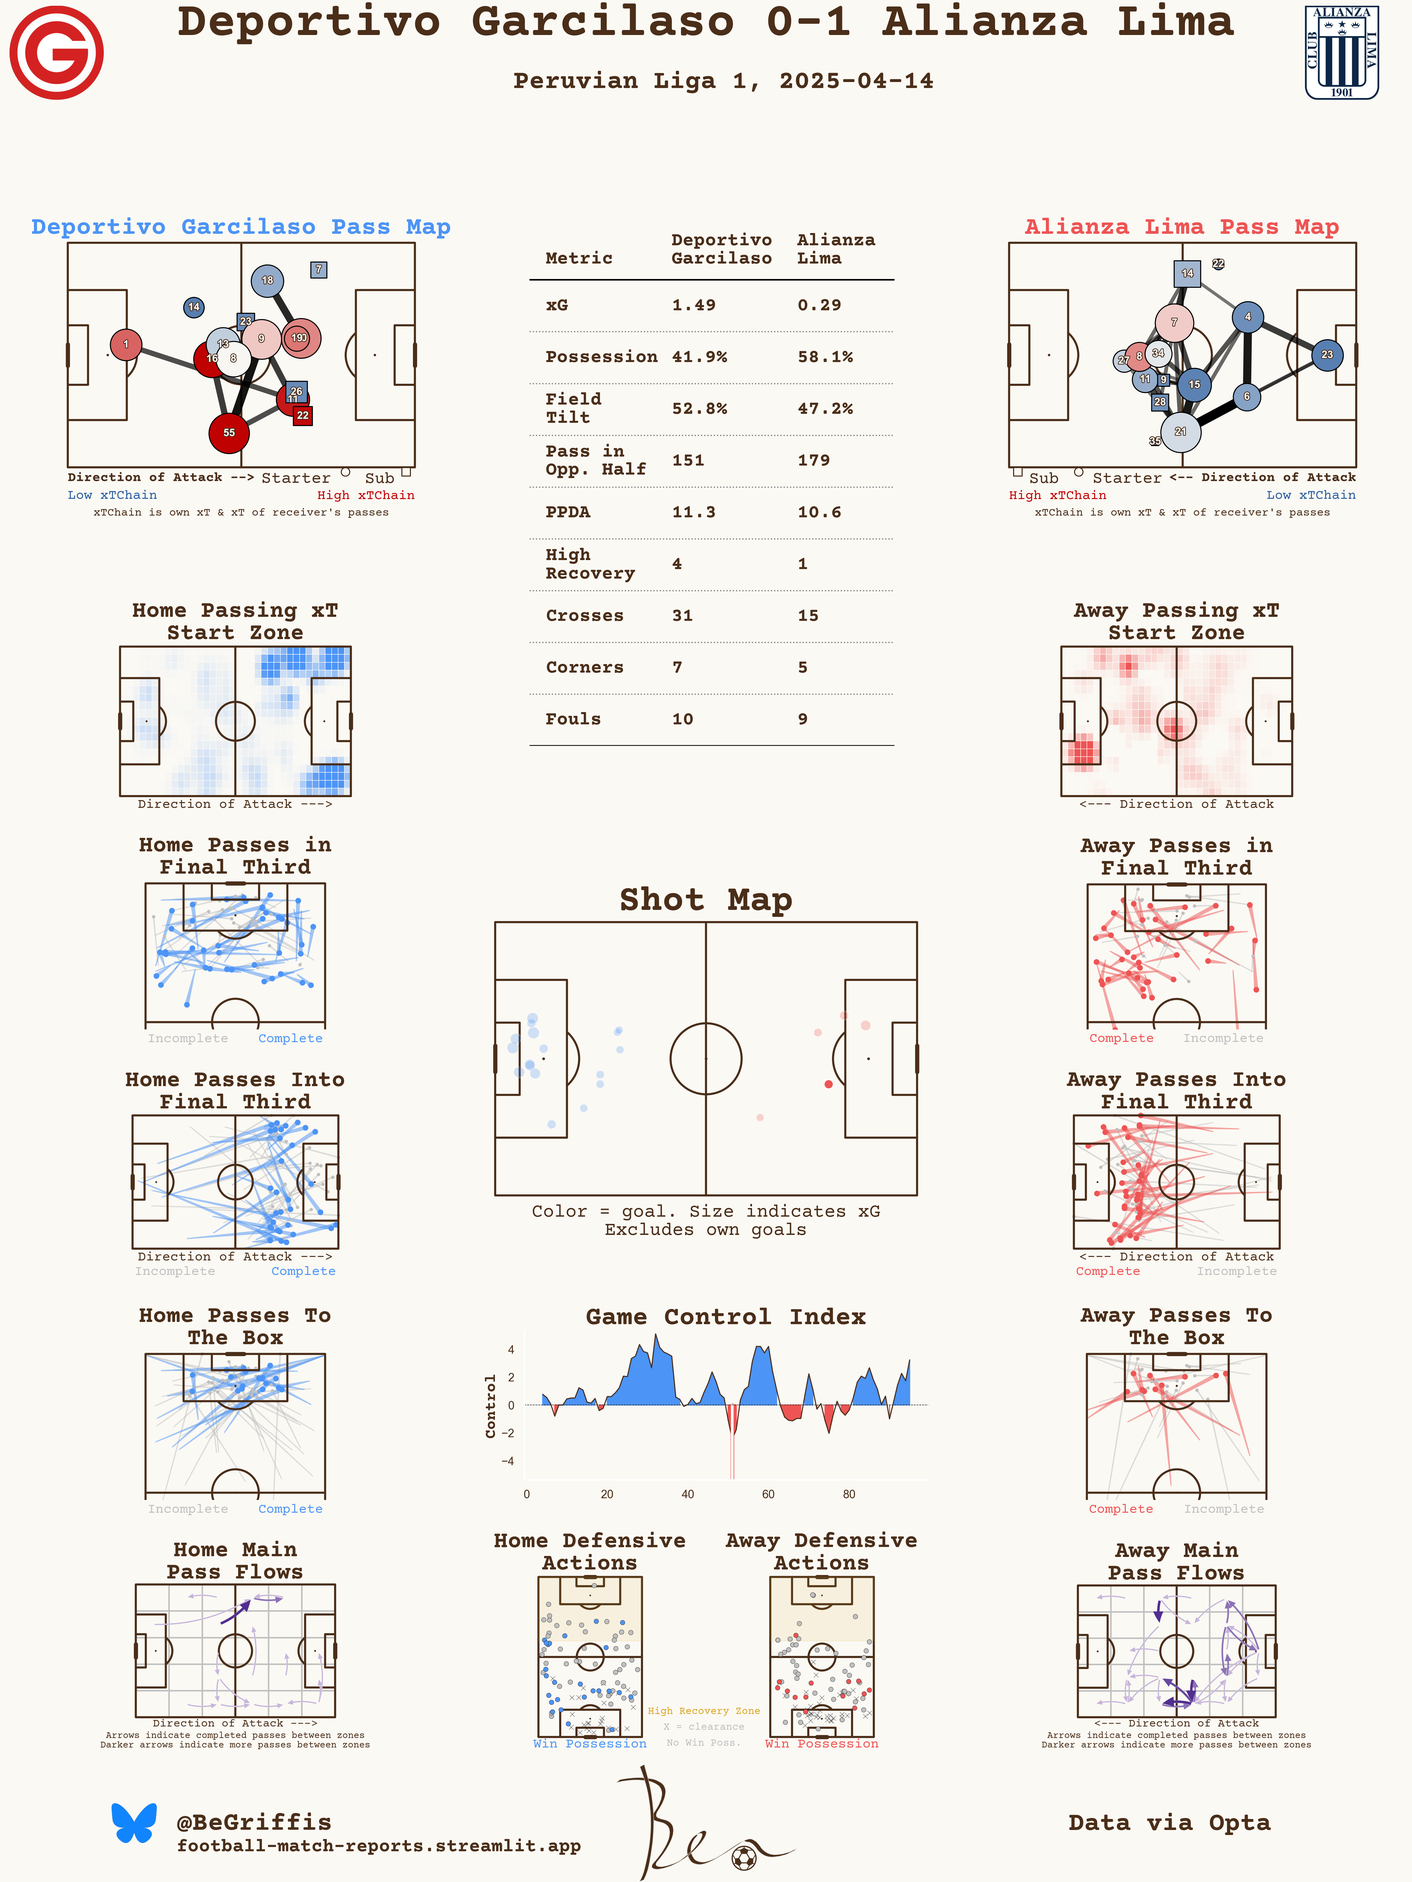 Deportivo Garcilaso 0-1 Alianza Lima
Peruvian Liga 1, 2025-04-14
ALIANZA
CLUB
LIMA
1901
Deportivo Garcilaso Pass Map
18
7
14
23
1
13
9
190
16
8
26
11
22
55
Direction of Attack --> Starter Sub
Low xTChain High xTChain
xTChain is own xT & xT of receiver's passes
Metric Deportivo Garcilaso Alianza Lima
xG 1.49 0.29
Possession 41.9% 58.1%
Field Tilt 52.8% 47.2%
Pass in Opp. Half 151 179
PPDA 11.3 10.6
High Recovery 4 1
Crosses 31 15
Corners 7 5
Fouls 10 9
Alianza Lima Pass Map
22
14
7
4
27
8
34
23
11
9
15
28
6
35
21
Sub Starter <-- Direction of Attack
High xTChain Low xTChain
xTChain is own xT & xT of receiver's passes
Home Passing xT
Start Zone
Direction of Attack --->
Away Passing xT
Start Zone
<--- Direction of Attack
Home Passes in
Final Third
Incomplete Complete
Away Passes in
Final Third
Complete Incomplete
Shot Map
Color = goal. Size indicates xG
Excludes own goals
Home Passes Into
Final Third
Direction of Attack --->
Incomplete Complete
Away Passes Into
Final Third
<--- Direction of Attack
Complete Incomplete
Home Passes To
The Box
Incomplete Complete
Game Control Index
Control
4
2
0
−2
−4
0 20 40 60 80
Away Passes To
The Box
Complete Incomplete
Home Main
Pass Flows
Direction of Attack --->
Arrows indicate completed passes between zones
Darker arrows indicate more passes between zones
Home Defensive
Actions
Win Possession
Away Defensive
Actions
Win Possession
High Recovery Zone
X = clearance
No Win Poss.
Away Main
Pass Flows
<--- Direction of Attack
Arrows indicate completed passes between zones
Darker arrows indicate more passes between zones
@BeGriffis
football-match-reports.streamlit.app
Ben
Data via Opta